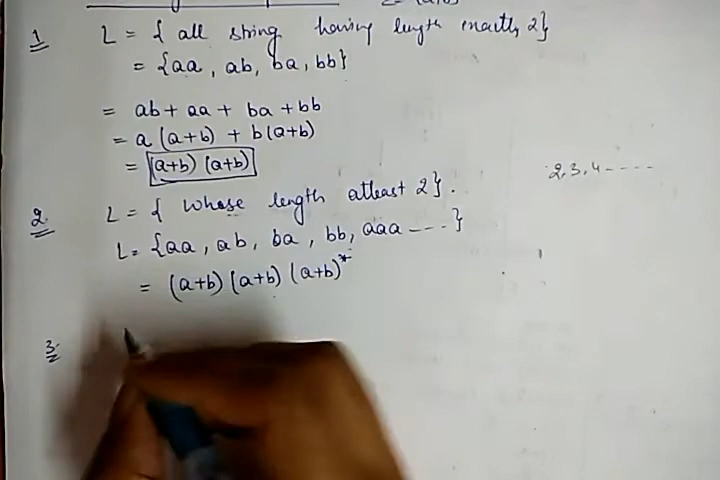 1 L = { all string having length exactly 2}
= {aa, ab, ba, bb}
= ab + aa + ba + bb
= a (a+b) + b(a+b)
= (a+b) (a+b)
2,3,4-----
2. L = { whose length atleast 2}.
L= {aa, ab, ba, bb, aaa ---- }
= (a+b) (a+b) (a+b)*
3.